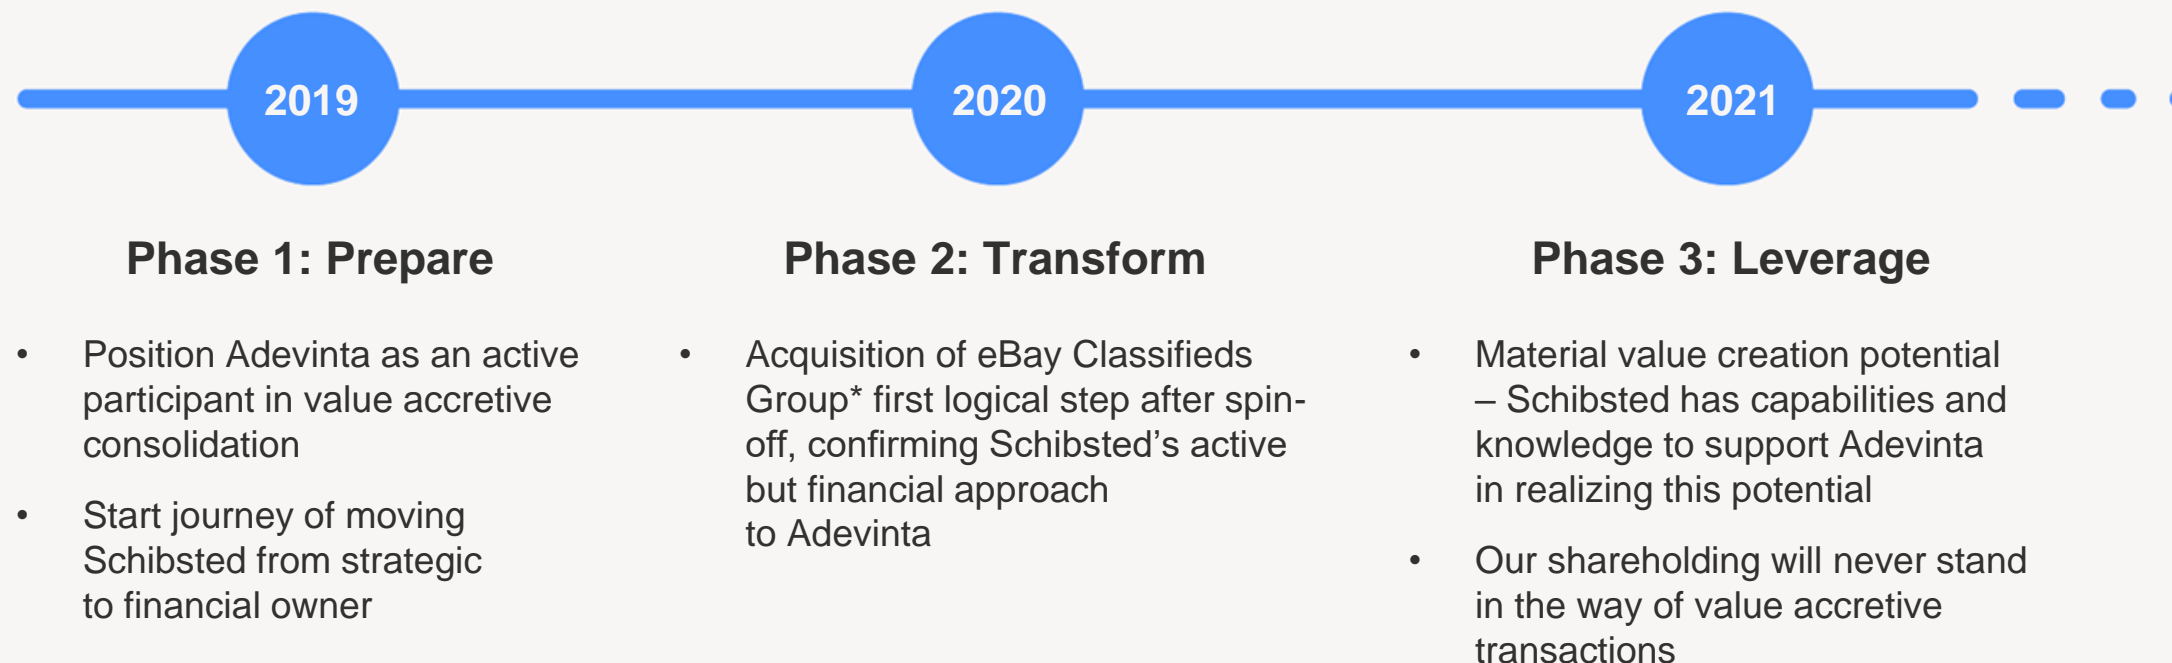 2019
2020
2021
Phase 1: Prepare
• Position Adevinta as an active
participant in value accretive
consolidation
• Start journey of moving
Schibsted from strategic
to financial owner
Phase 2: Transform
• Acquisition of eBay Classifieds
Group* first logical step after spin-
off, confirming Schibsted’s active
but financial approach
to Adevinta
Phase 3: Leverage
• Material value creation potential
– Schibsted has capabilities and
knowledge to support Adevinta
in realizing this potential
• Our shareholding will never stand
in the way of value accretive
transactions